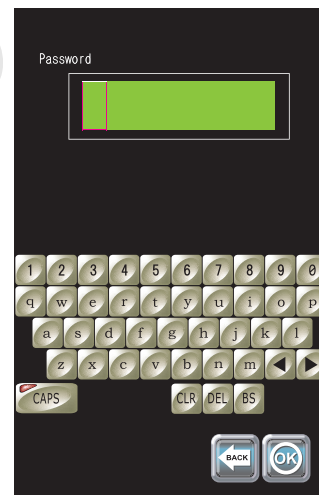 Password
1 2 3 4 5 6 7 8 9 0
q w e r t y u i o p
a s d f g h j k l
z x c v b n m
CAPS CLR DEL BS
BACK OK